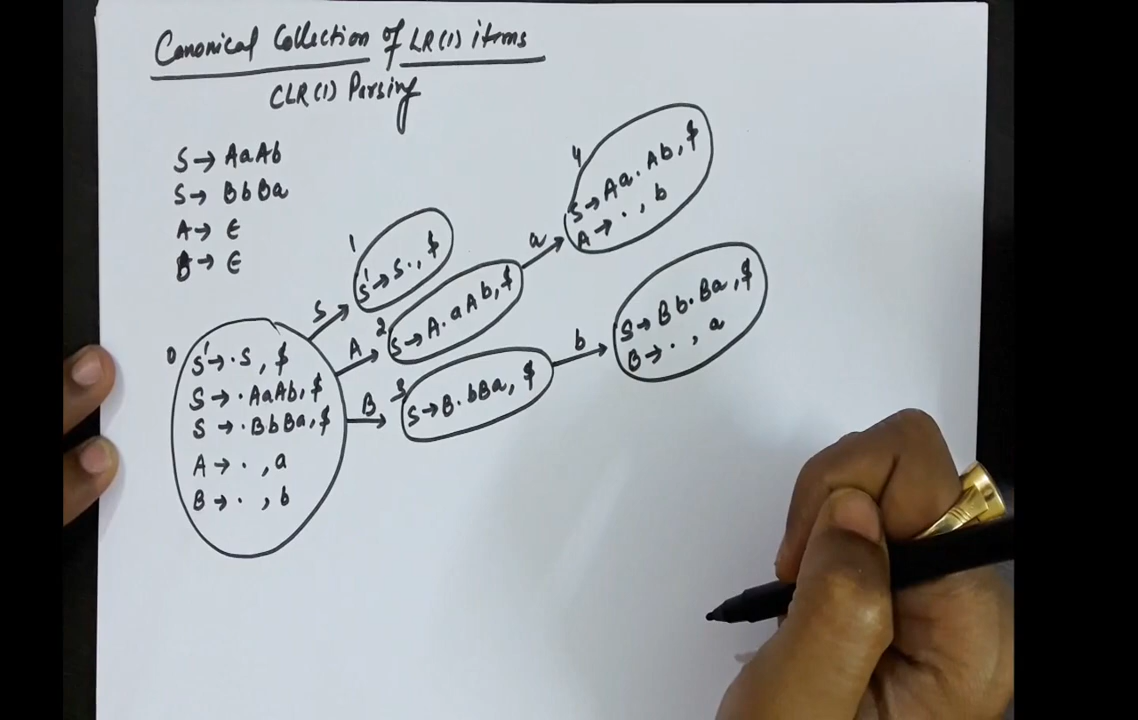 Canonical Collection of LR(1) items
CLR(1) Parsing
S → AaAb
S → BbBa
A → ϵ
B → ϵ
0
S' → ·S , $
S → ·AaAb, $
S → ·BbBa, $
A → · , a
B → · , b
S
1
S' → S· , $
A
2
S → A·aAb, $
B
3
S → B·bBa, $
a
4
S → Aa·Ab, $
A → · , b
b
S → Bb·Ba, $
B → · , a